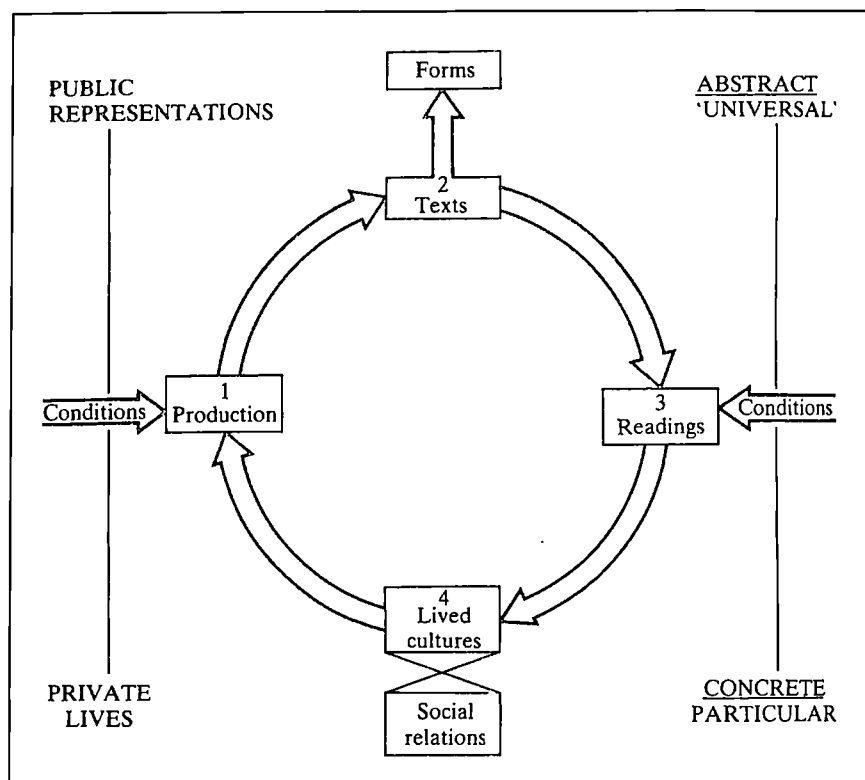 Forms
PUBLIC
REPRESENTATIONS
ABSTRACT
'UNIVERSAL'
2
Texts
Conditions
1
Production
3
Readings
Conditions
4
Lived
cultures
PRIVATE
LIVES
Social
relations
CONCRETE
PARTICULAR